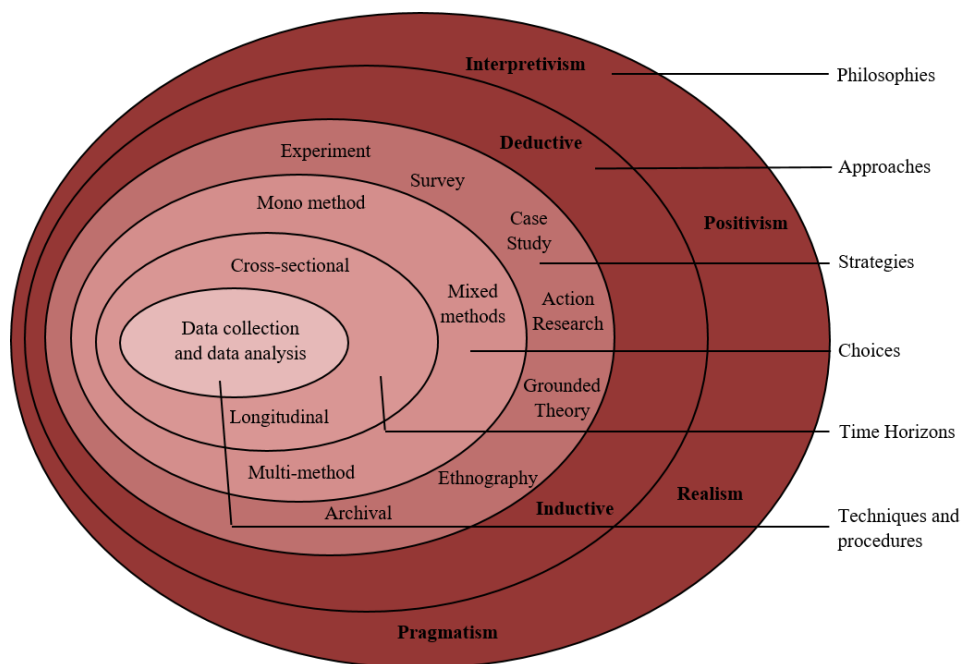 Interpretivism
Philosophies
Deductive
Experiment
Approaches
Survey
Mono method
Case
Study
Positivism
Cross-sectional
Strategies
Mixed
methods
Action
Research
Data collection
and data analysis
Choices
Grounded
Theory
Longitudinal
Time Horizons
Multi-method
Ethnography
Realism
Archival
Inductive
Techniques and
procedures
Pragmatism